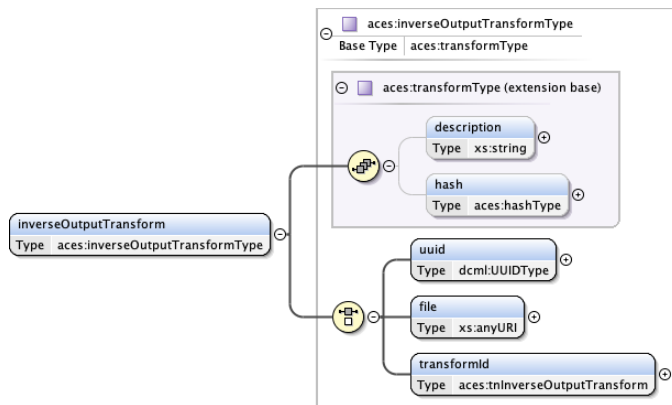 aces:inverseOutputTransformType
Base Type aces:transformType
aces:transformType (extension base)
description
Type xs:string
hash
Type aces:hashType
inverseOutputTransform
Type aces:inverseOutputTransformType
uuid
Type dcml:UUIDType
file
Type xs:anyURI
transformId
Type aces:tnInverseOutputTransform